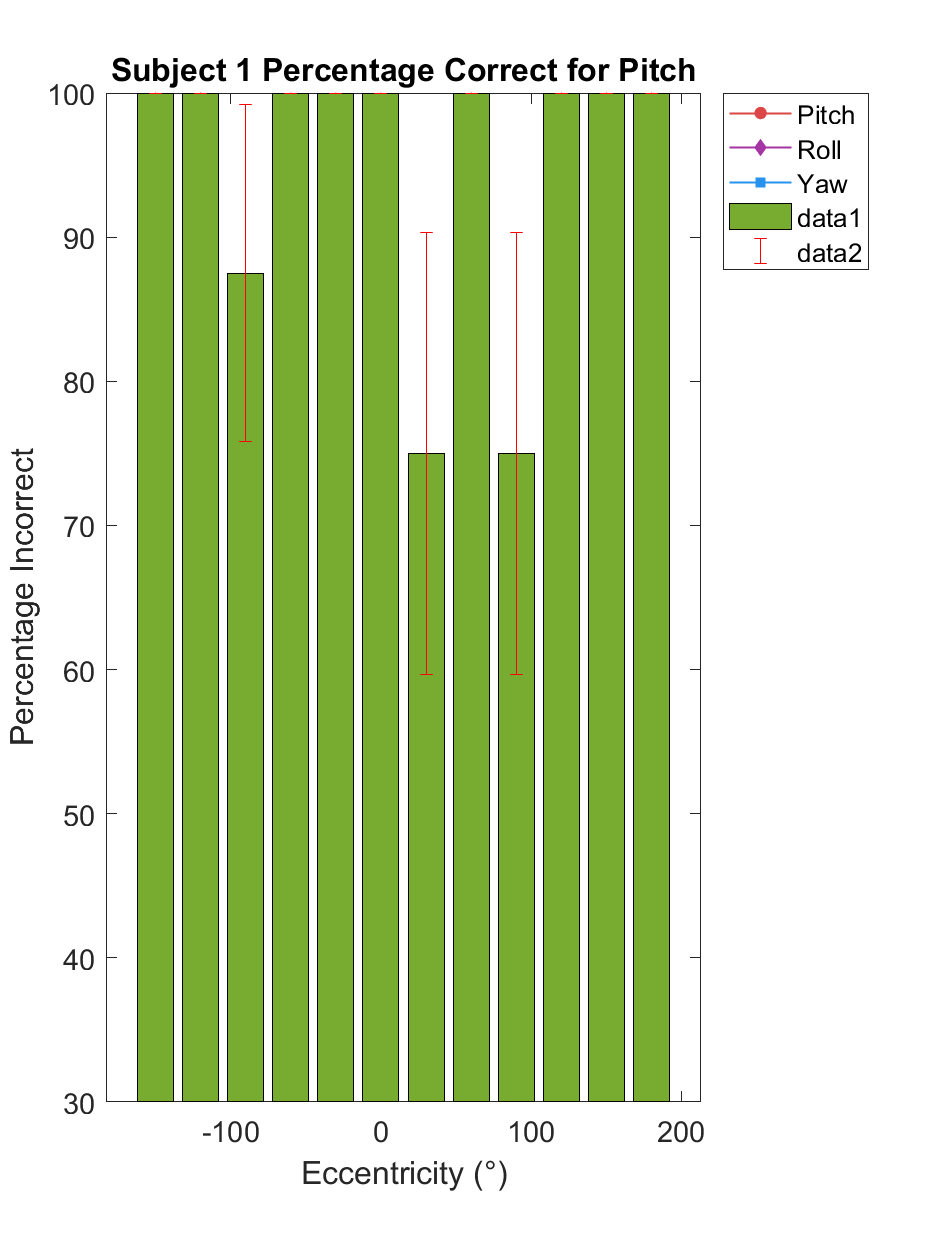 Subject 1 Percentage Correct for Pitch
100
90
80
70
60
50
40
30
Percentage Incorrect
-100
0
100
200
Eccentricity (°)
Pitch
Roll
Yaw
data1
data2